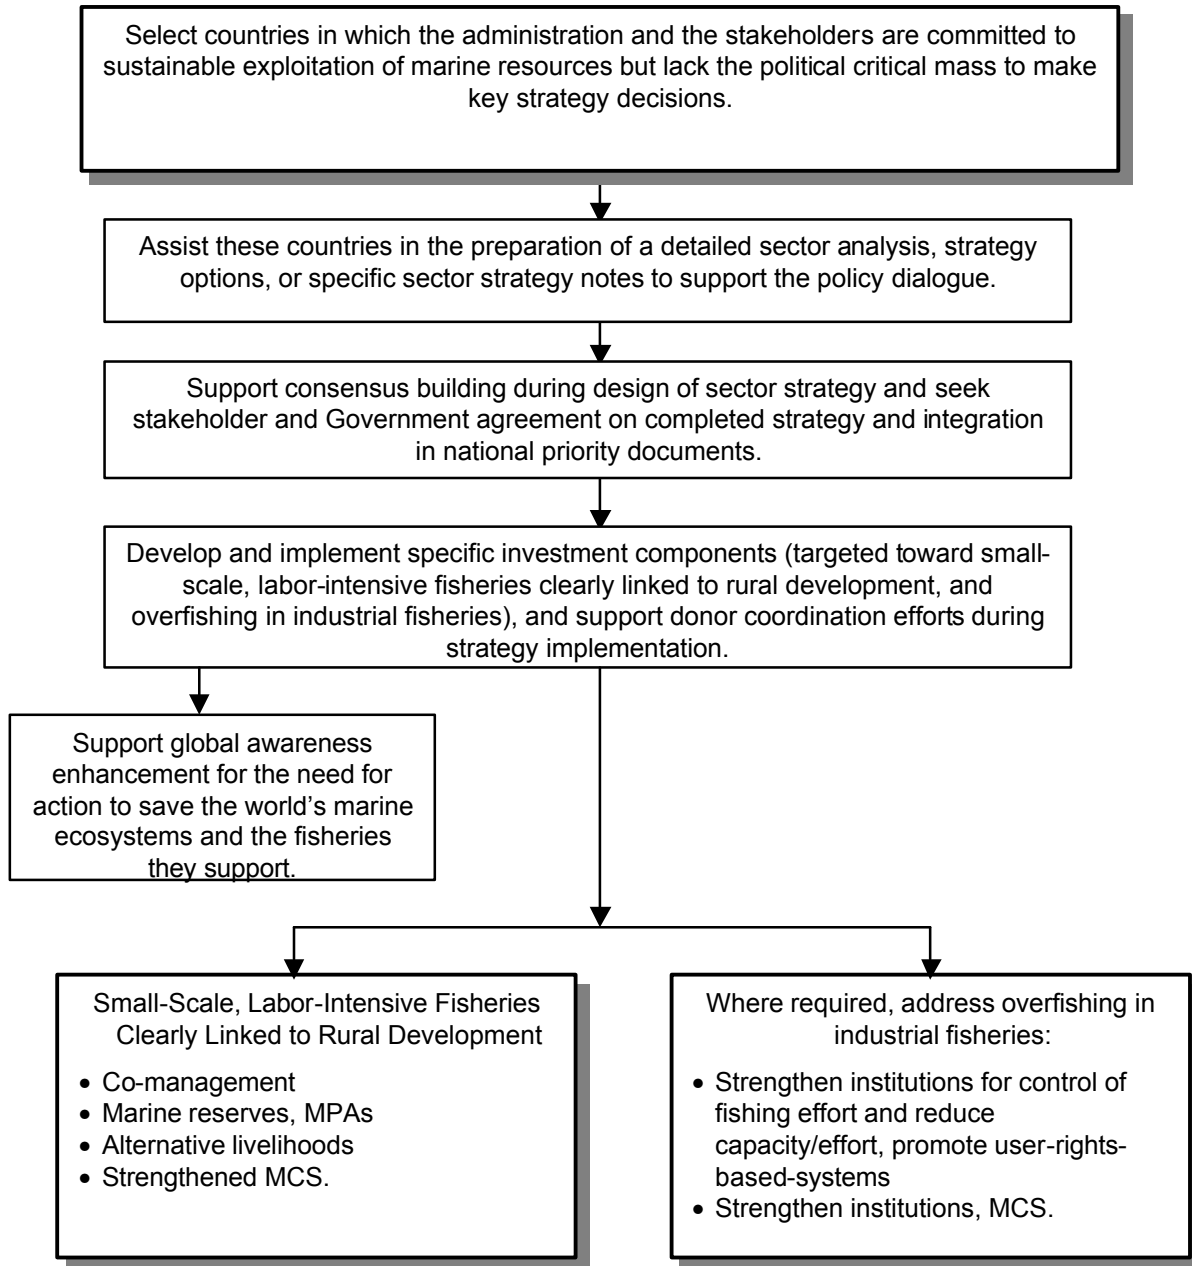 Select countries in which the administration and the stakeholders are committed to
sustainable exploitation of marine resources but lack the political critical mass to make
key strategy decisions.
Assist these countries in the preparation of a detailed sector analysis, strategy
options, or specific sector strategy notes to support the policy dialogue.
Support consensus building during design of sector strategy and seek
stakeholder and Government agreement on completed strategy and integration
in national priority documents.
Develop and implement specific investment components (targeted toward small-
scale, labor-intensive fisheries clearly linked to rural development, and
overfishing in industrial fisheries), and support donor coordination efforts during
strategy implementation.
Support global awareness
enhancement for the need for
action to save the world’s marine
ecosystems and the fisheries
they support.
Small-Scale, Labor-Intensive Fisheries
Clearly Linked to Rural Development
• Co-management
• Marine reserves, MPAs
• Alternative livelihoods
• Strengthened MCS.
Where required, address overfishing in
industrial fisheries:
• Strengthen institutions for control of
fishing effort and reduce
capacity/effort, promote user-rights-
based-systems
• Strengthen institutions, MCS.